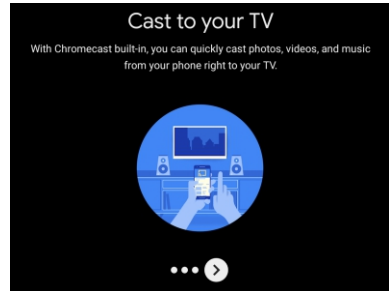 Cast to your TV
With Chromecast built-in, you can quickly cast photos, videos, and music
from your phone right to your TV.